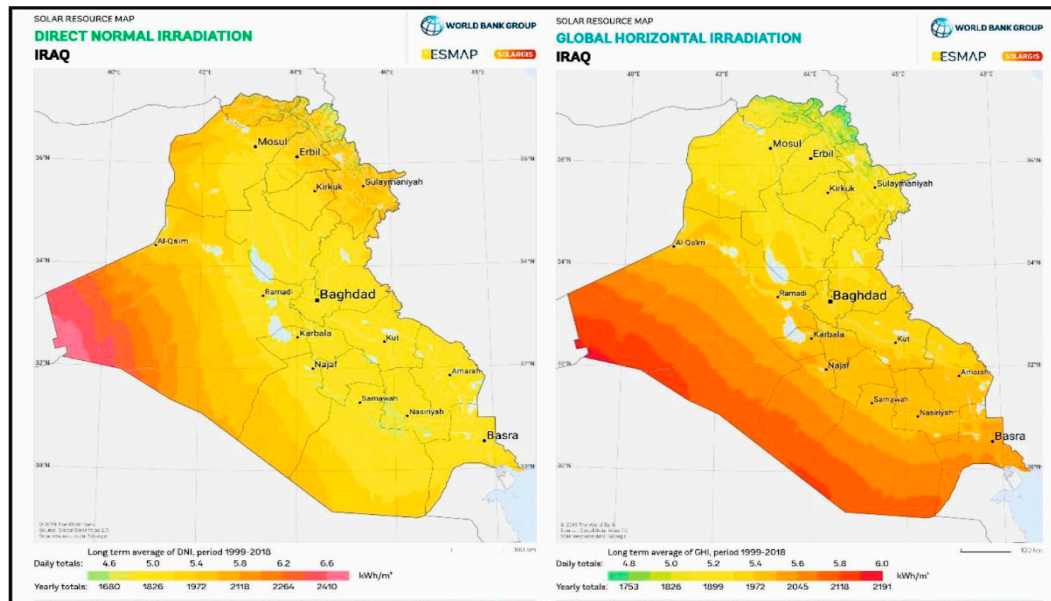 SOLAR RESOURCE MAP
DIRECT NORMAL IRRADIATION
IRAQ
WORLD BANK GROUP
ESMAP
SOLARGIS
40°E
42°E
44°E
46°E
48°E
36°N
34°N
32°N
30°N
Mosul
Erbil
Kirkuk
Sulaymaniyah
Al-Qa'im
Ramadi
Baghdad
Karbala
Kut
Najaf
Amarah
Samawah
Nasiriyah
Basra
Long term average of DNI, period 1999-2018
Daily totals: 4.6 5.0 5.4 5.8 6.2 6.6
kWh/m²
Yearly totals: 1680 1826 1972 2118 2264 2410
SOLAR RESOURCE MAP
GLOBAL HORIZONTAL IRRADIATION
IRAQ
WORLD BANK GROUP
ESMAP
SOLARGIS
40°E
42°E
44°E
48°E
36°N
34°N
32°N
30°N
Mosul
Erbil
Kirkuk
Sulaymaniyah
Al-Qa'im
Ramadi
Baghdad
Karbala
Kut
Najaf
Amarah
Samawah
Nasiriyah
Basra
Long term average of GHI, period 1999-2018
Daily totals: 4.8 5.0 5.2 5.4 5.6 5.8 6.0
kWh/m²
Yearly totals: 1753 1826 1899 1972 2045 2118 2191